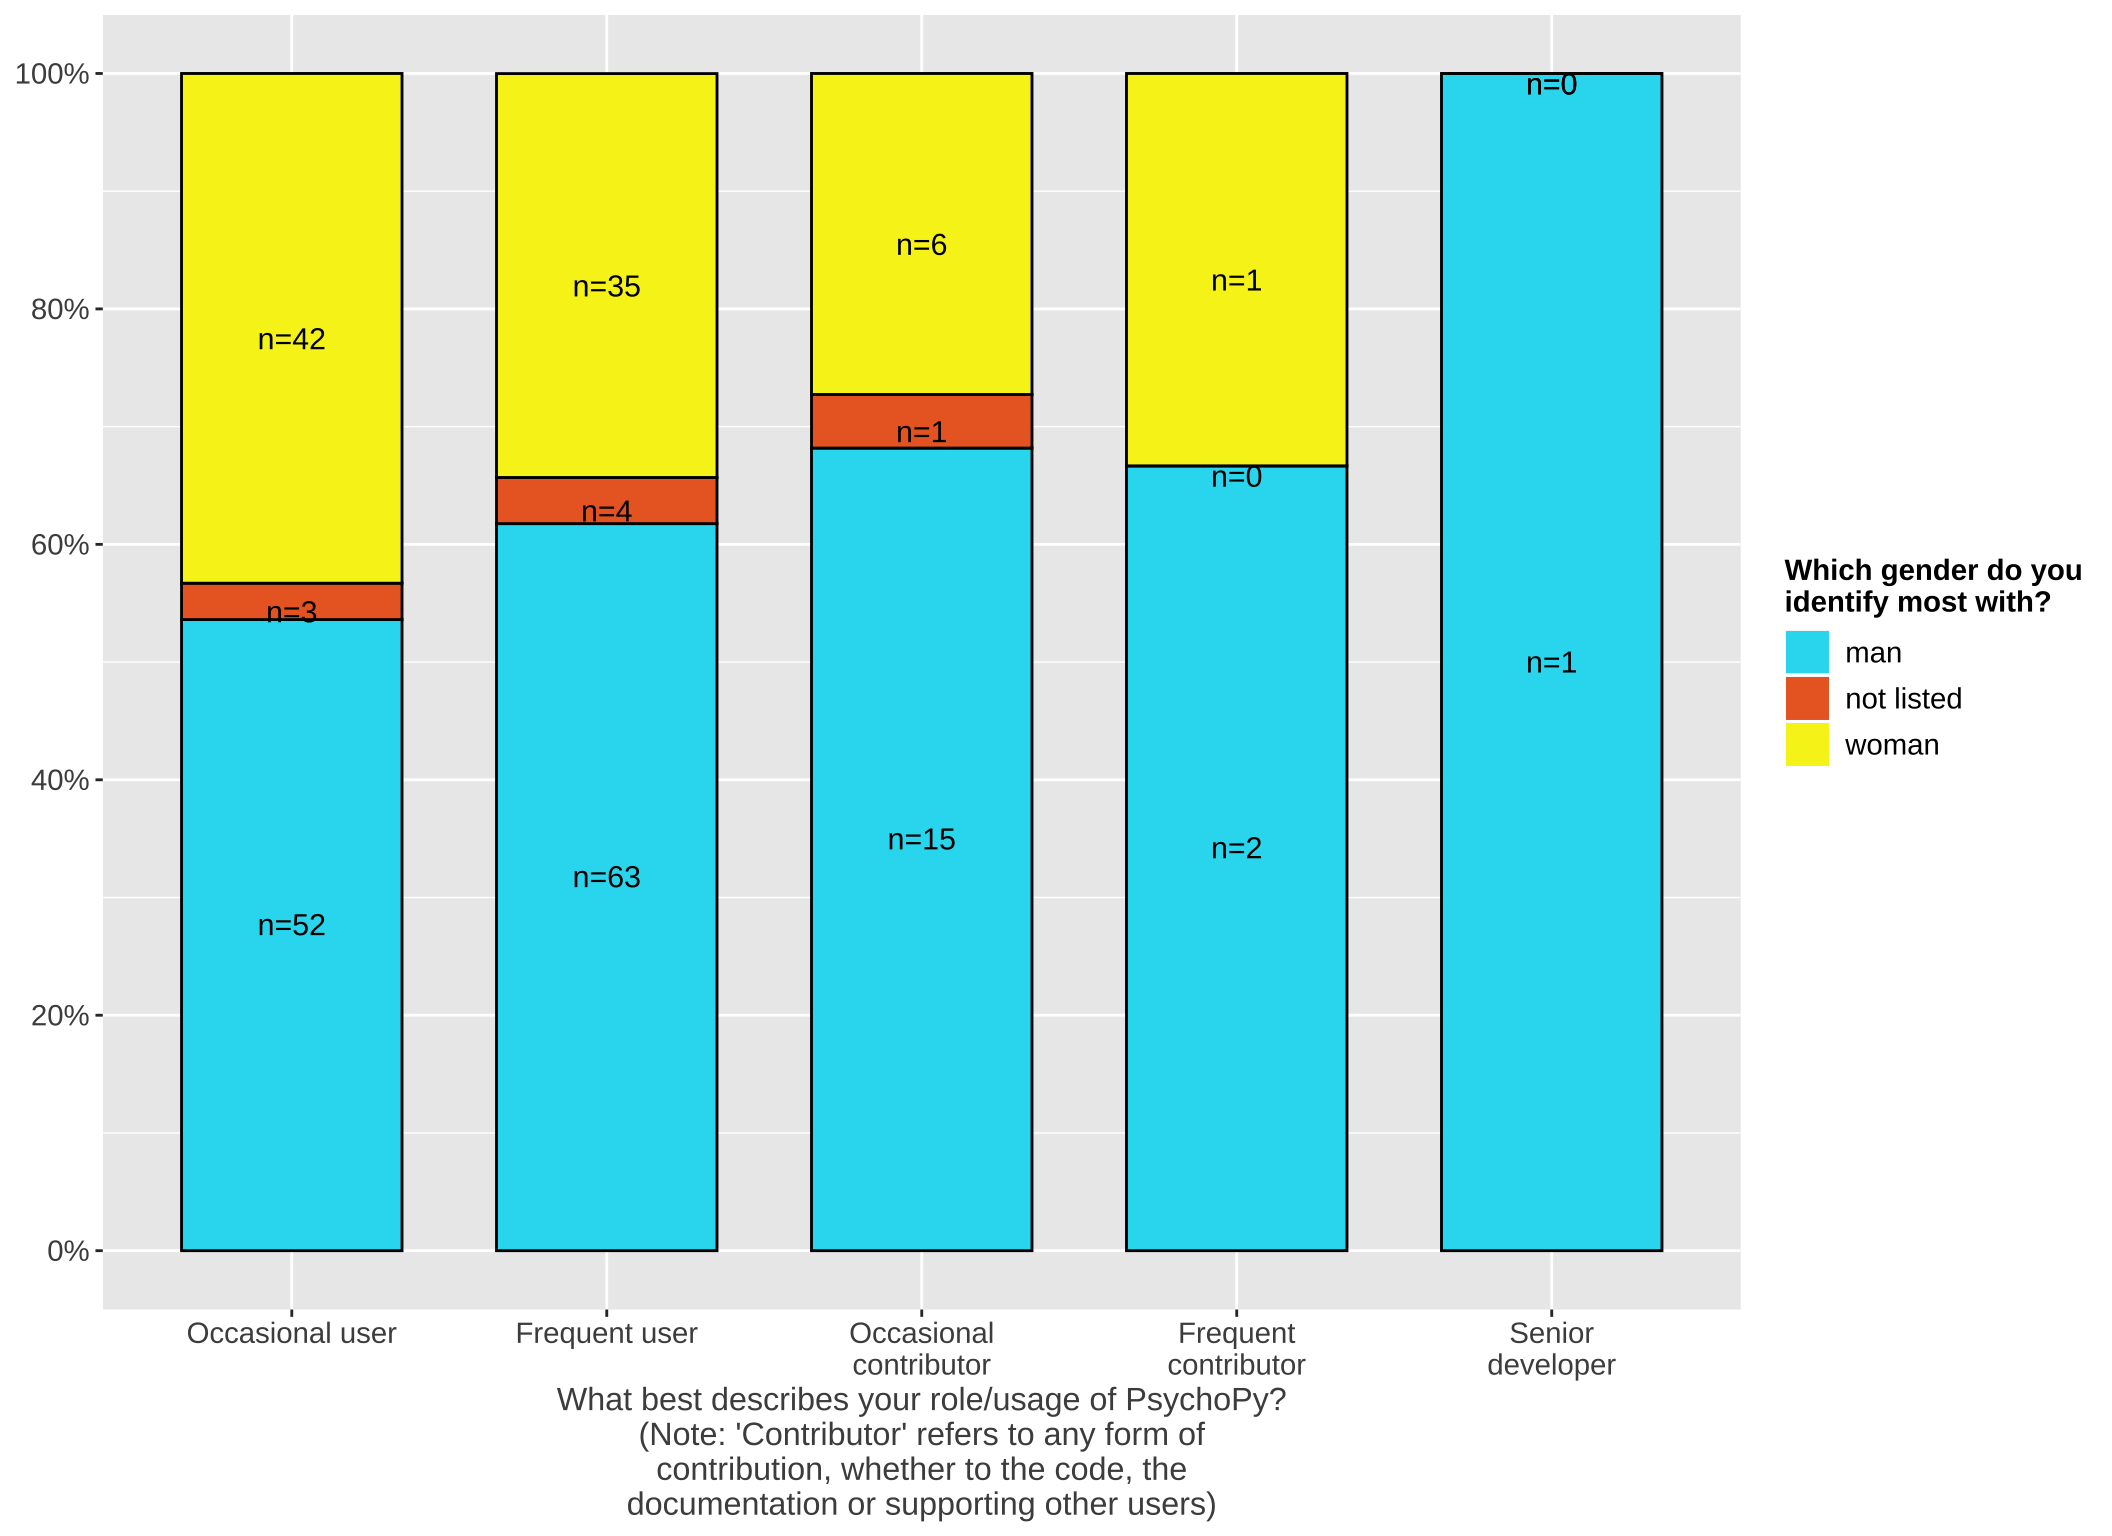 100%
80%
60%
40%
20%
0%
n=42
n=3
n=52
n=35
n=4
n=63
n=6
n=1
n=15
n=1
n=0
n=2
n=0
n=1
Occasional user
Frequent user
Occasional
contributor
Frequent
contributor
Senior
developer
What best describes your role/usage of PsychoPy?
(Note: 'Contributor' refers to any form of
contribution, whether to the code, the
documentation or supporting other users)
Which gender do you
identify most with?
man
not listed
woman